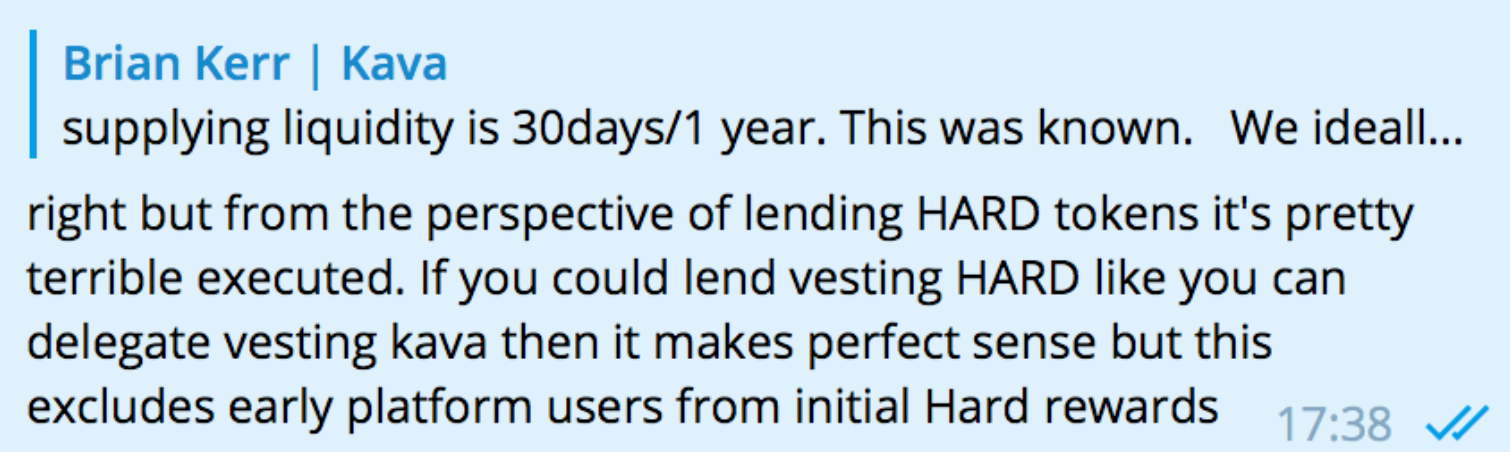 Brian Kerr | Kava
supplying liquidity is 30days/1 year. This was known.   We ideall...
right but from the perspective of lending HARD tokens it's pretty
terrible executed. If you could lend vesting HARD like you can
delegate vesting kava then it makes perfect sense but this
excludes early platform users from initial Hard rewards
17:38